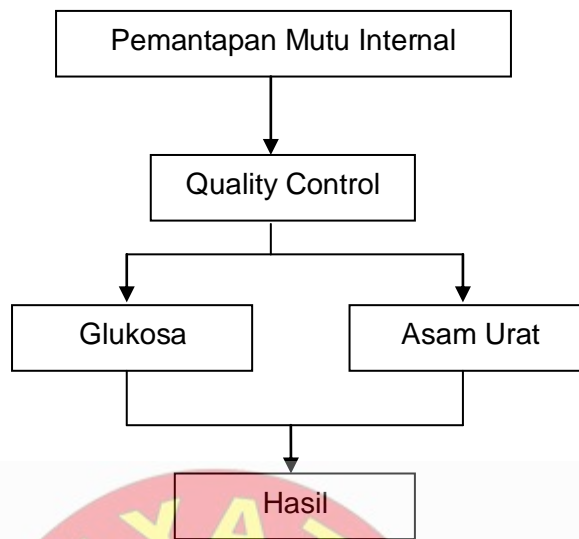 Pemantapan Mutu Internal
Quality Control
Glukosa
Asam Urat
Hasil